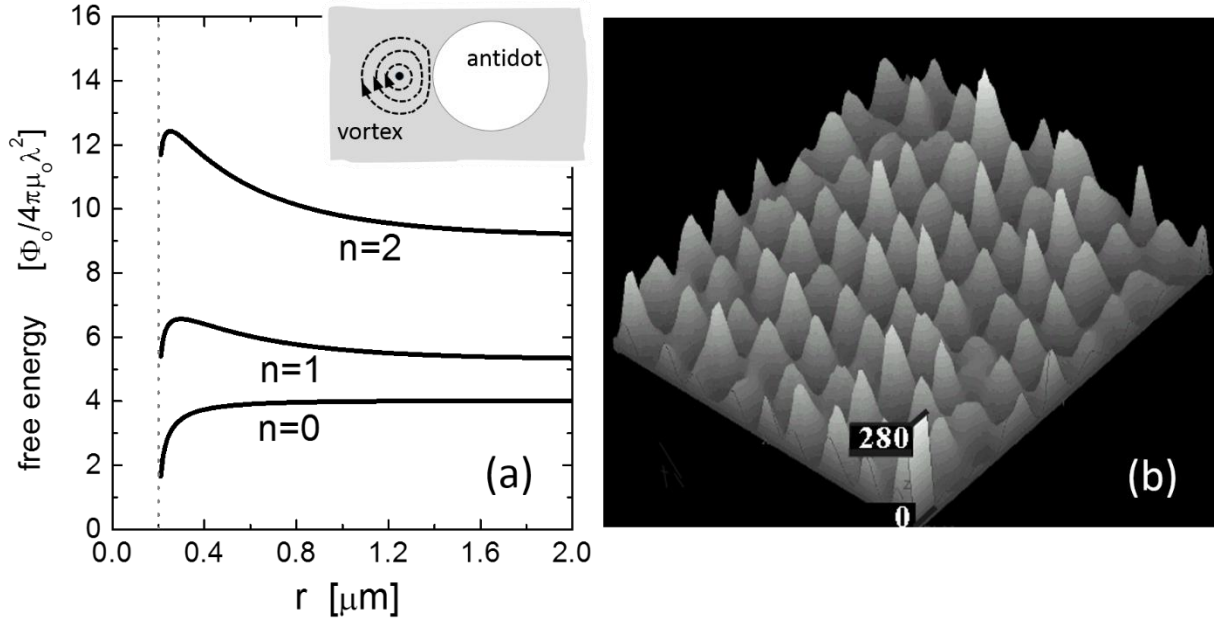 free energy [Φₒ/4πμₒλ²]
16
14
12
10
8
6
4
2
0
0.0 0.4 0.8 1.2 1.6 2.0
r [μm]
antidot
vortex
n=2
n=1
n=0
(a)
280
0
(b)